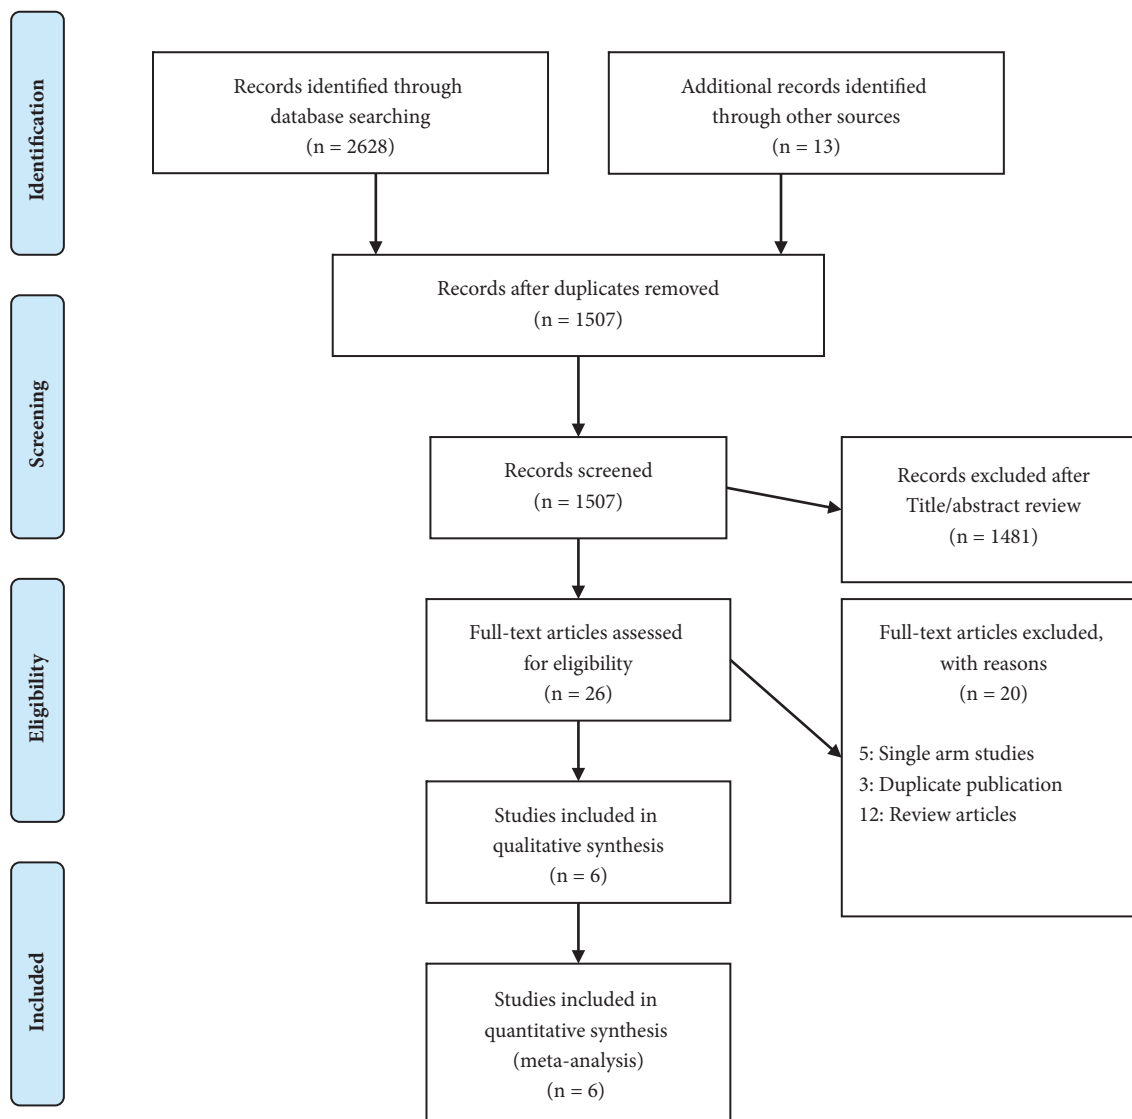 Identification
Records identified through
database searching
(n = 2628)
Additional records identified
through other sources
(n = 13)
Records after duplicates removed
(n = 1507)
Screening
Records screened
(n = 1507)
Records excluded after
Title/abstract review
(n = 1481)
Eligibility
Full-text articles assessed
for eligibility
(n = 26)
Full-text articles excluded,
with reasons
(n = 20)
5: Single arm studies
3: Duplicate publication
12: Review articles
Studies included in
qualitative synthesis
(n = 6)
Included
Studies included in
quantitative synthesis
(meta-analysis)
(n = 6)